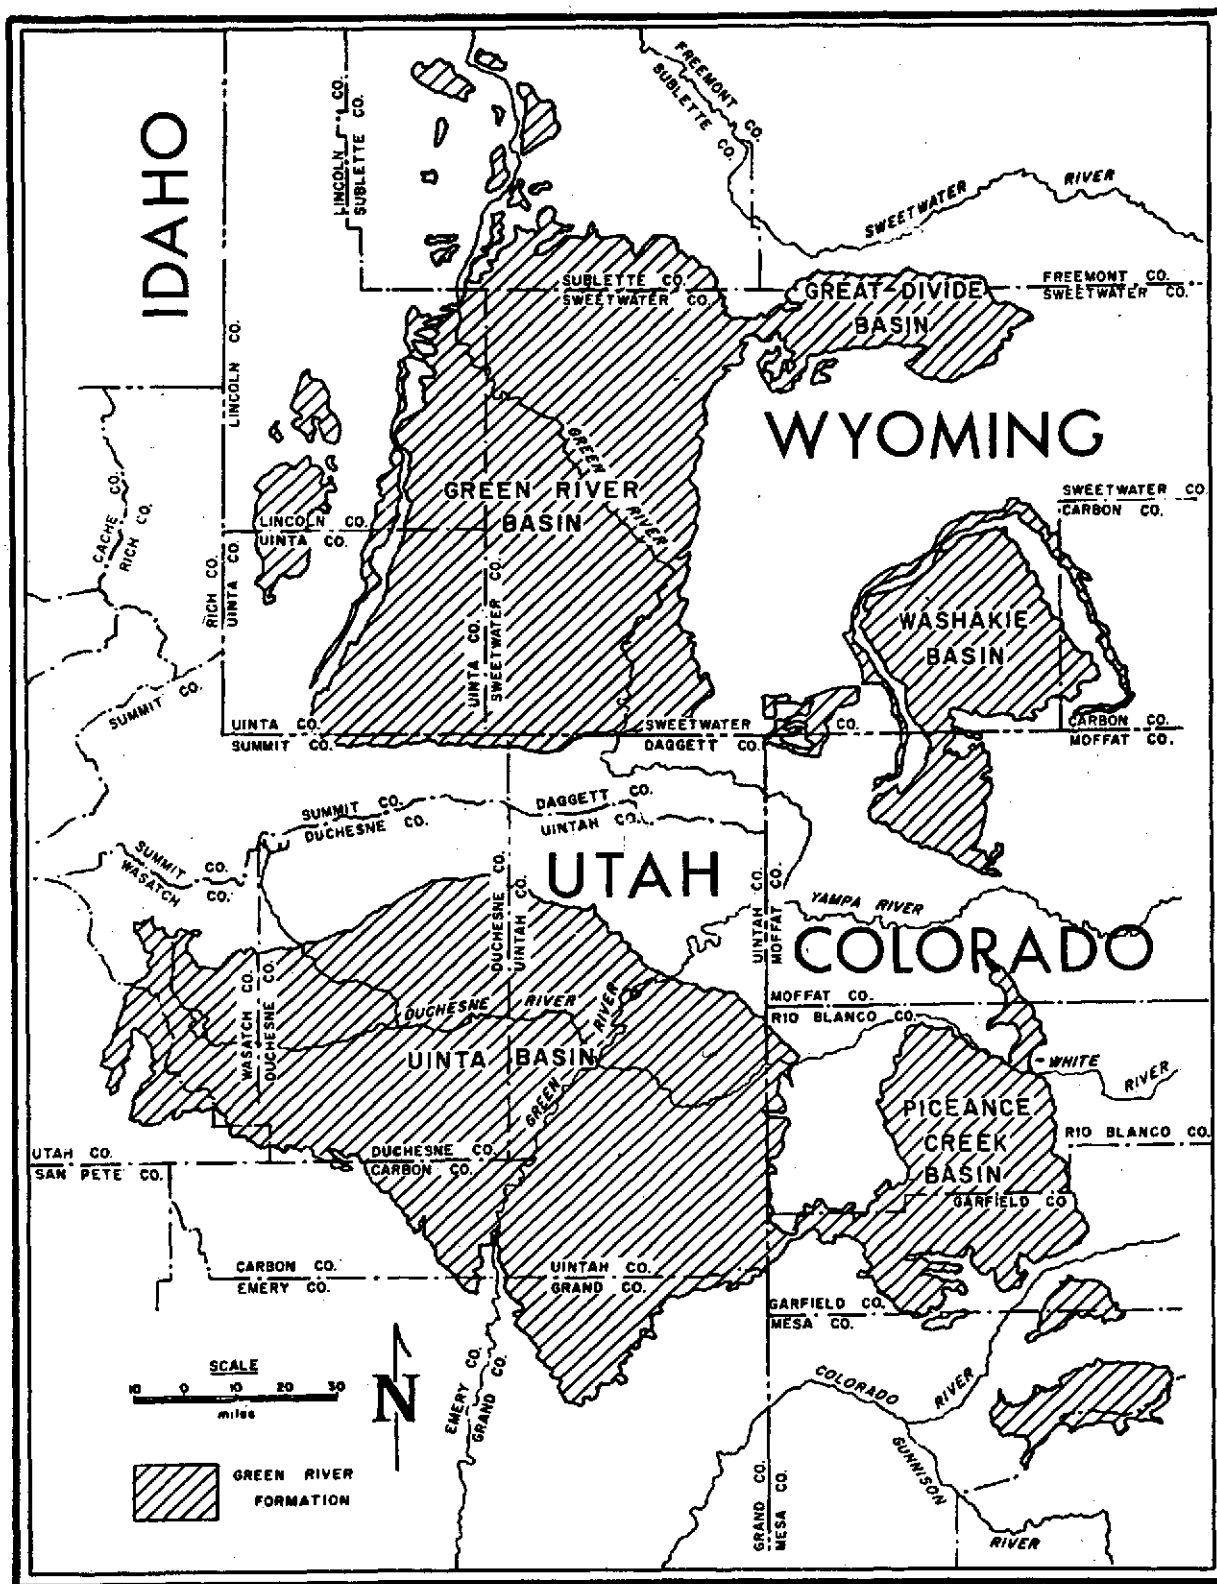 IDAHO
LINCOLN CO.
SUBLETTE CO.
FREEMONT CO.
SUBLETTE CO.
SWEETWATER
RIVER
SUBLETTE CO.
SWEETWATER CO.
GREAT DIVIDE
BASIN
FREEMONT CO.
SWEETWATER CO.
LINCOLN CO.
WYOMING
GREEN
RIVER
GREEN RIVER
BASIN
SWEETWATER CO.
CARBON CO.
CACHE CO.
RICH CO.
LINCOLN CO.
UINTA CO.
RICH CO.
UINTA CO.
UINTA CO.
SWEETWATER CO.
WASHAKIE
BASIN
SUMMIT CO.
UINTA CO.
SUMMIT CO.
SWEETWATER CO.
DAGGETT CO.
CARBON CO.
MOFFAT CO.
SUMMIT CO.
DUCHESNE CO.
DAGGETT CO.
UINTAH CO.
SUMMIT CO.
WASATCH CO.
UTAH
DUCHESNE CO.
UINTAH CO.
UINTAH CO.
MOFFAT CO.
YAMPA RIVER
COLORADO
WASATCH CO.
DUCHESNE CO.
DUCHESNE RIVER
RIVER
GREEN
MOFFAT CO.
RIO BLANCO CO.
UINTA BASIN
WHITE
RIVER
PICEANCE
CREEK
BASIN
RIO BLANCO CO.
GARFIELD CO
UTAH CO.
SAN PETE CO.
DUCHESNE CO.
CARBON CO.
CARBON CO.
EMERY CO.
UINTAH CO.
GRAND CO.
GARFIELD CO.
MESA CO.
SCALE
10 0 10 20 30
miles
N
EMERY CO.
GRAND CO.
COLORADO
RIVER
GUNNISON
RIVER
GRAND CO.
MESA CO.
GREEN RIVER
FORMATION